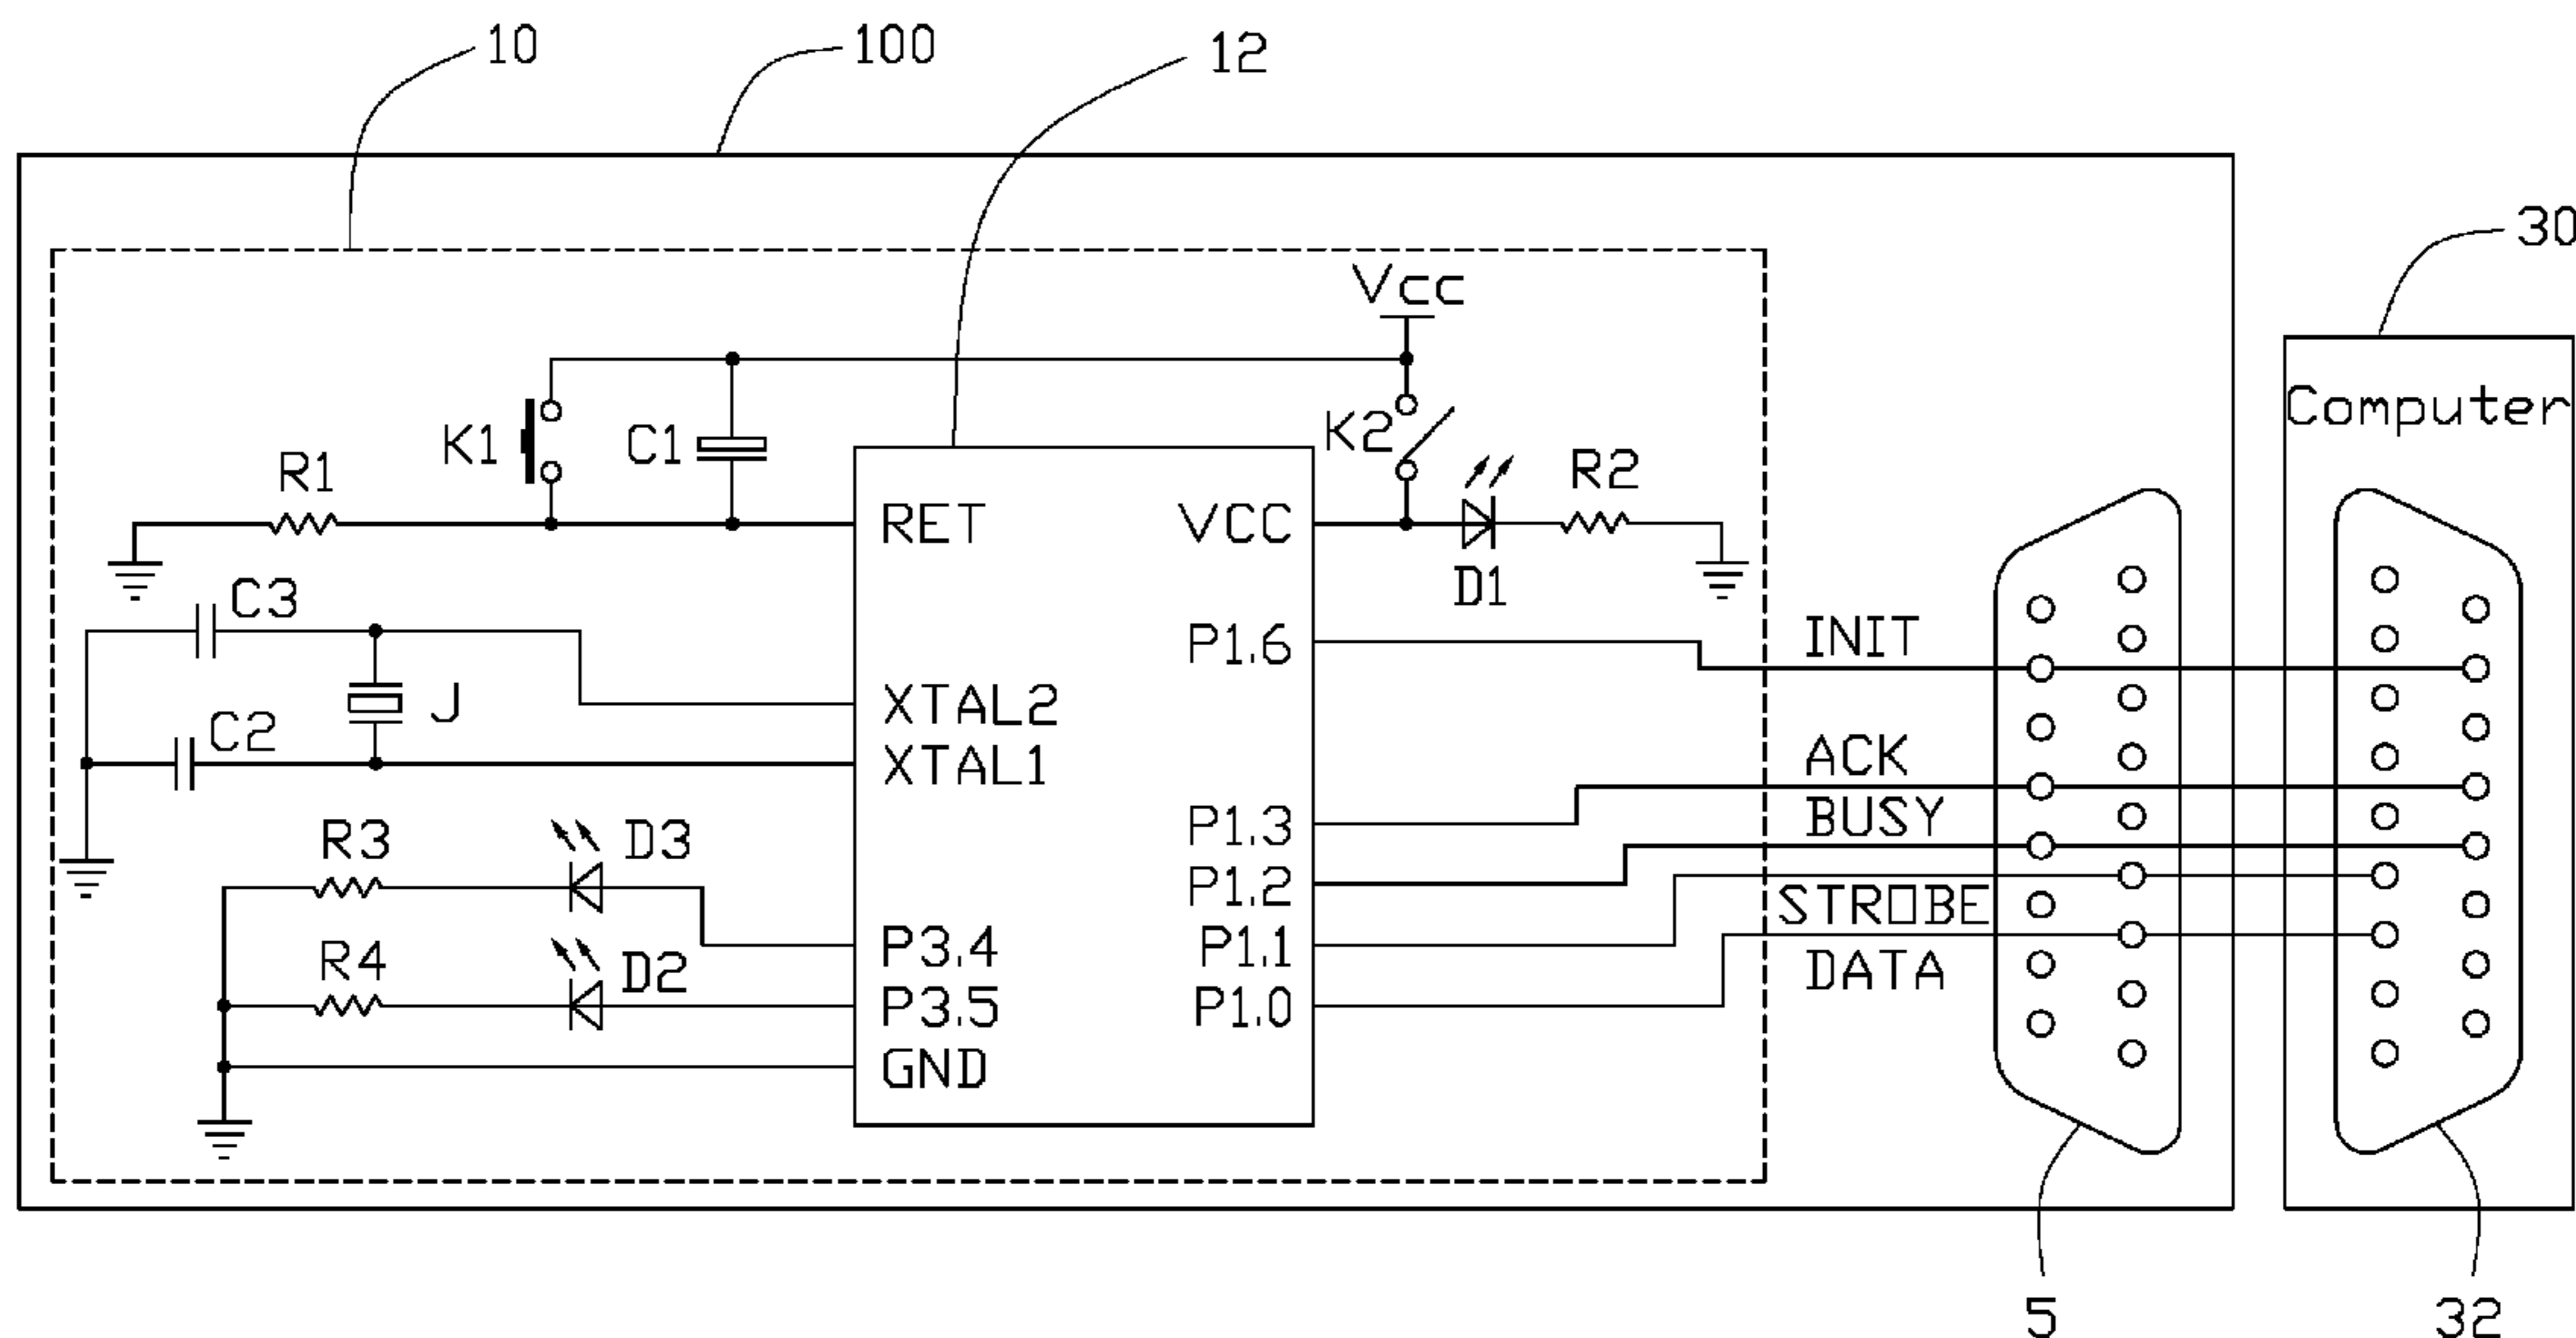 10
100
12
30
Vcc
Computer
K1
C1
K2
R1
R2
RET
VCC
D1
C3
INIT
P1.6
XTAL2
J
C2
ACK
XTAL1
BUSY
P1.3
R3
D3
P1.2
STROBE
P3.4
P1.1
R4
D2
DATA
P3.5
P1.0
GND
5
32